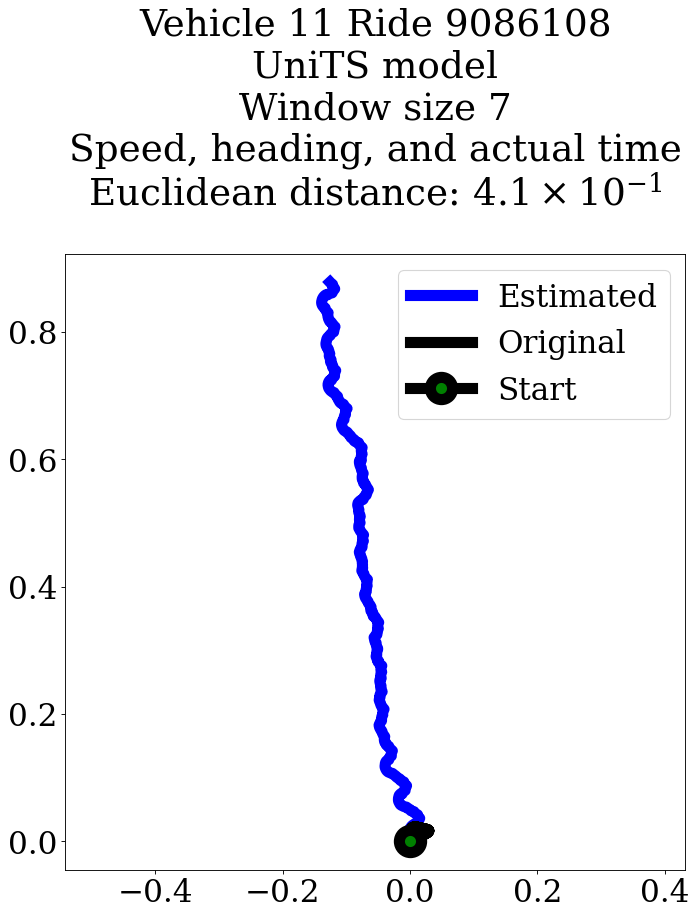 Vehicle 11 Ride 9086108
UniTS model
Window size 7
Speed, heading, and actual time
Euclidean distance: 4.1 × 10⁻¹
Estimated
Original
Start
0.8
0.6
0.4
0.2
0.0
−0.4 −0.2 0.0 0.2 0.4